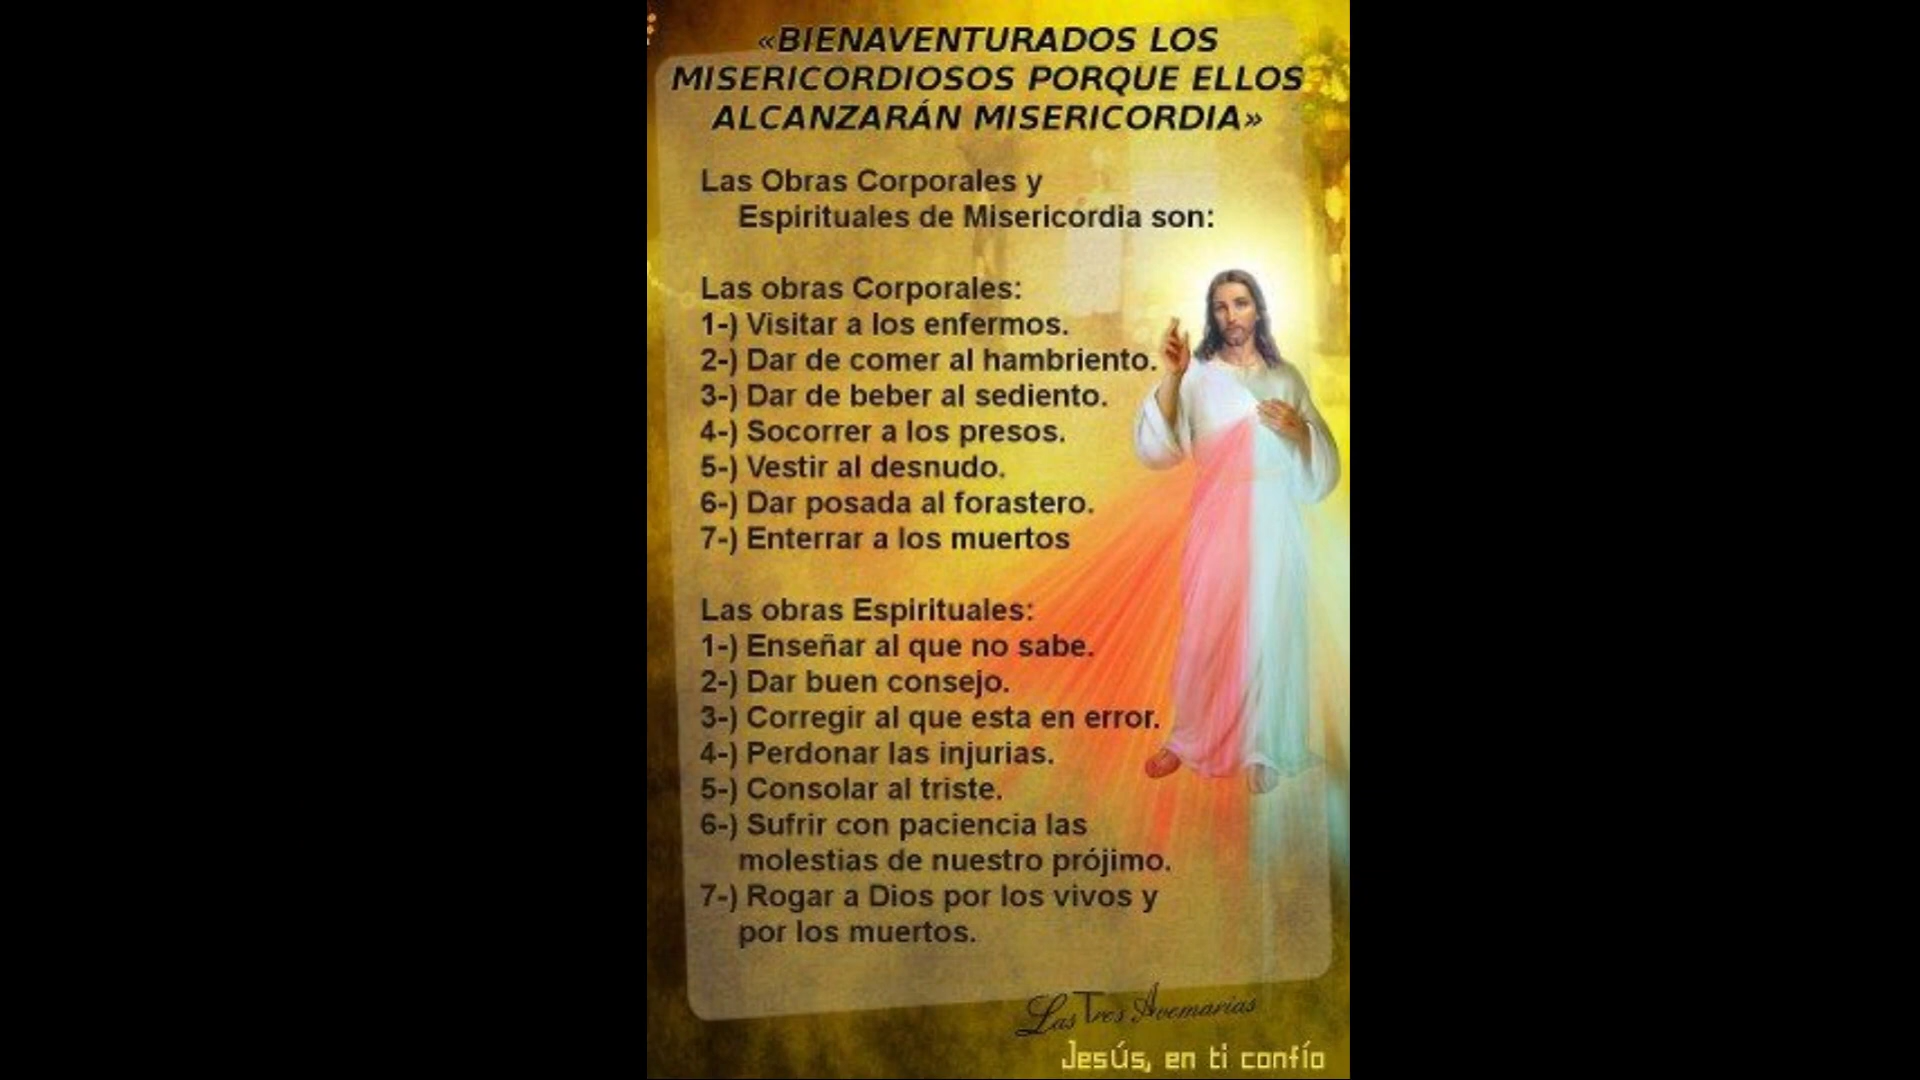 «BIENAVENTURADOS LOS
MISERICORDIOSOS PORQUE ELLOS
ALCANZARÁN MISERICORDIA»
Las Obras Corporales y
Espirituales de Misericordia son:
Las obras Corporales:
1-) Visitar a los enfermos.
2-) Dar de comer al hambriento.
3-) Dar de beber al sediento.
4-) Socorrer a los presos.
5-) Vestir al desnudo.
6-) Dar posada al forastero.
7-) Enterrar a los muertos
Las obras Espirituales:
1-) Enseñar al que no sabe.
2-) Dar buen consejo.
3-) Corregir al que esta en error.
4-) Perdonar las injurias.
5-) Consolar al triste.
6-) Sufrir con paciencia las
molestias de nuestro prójimo.
7-) Rogar a Dios por los vivos y
por los muertos.
Las Tres Avemarías
Jesús, en ti confío